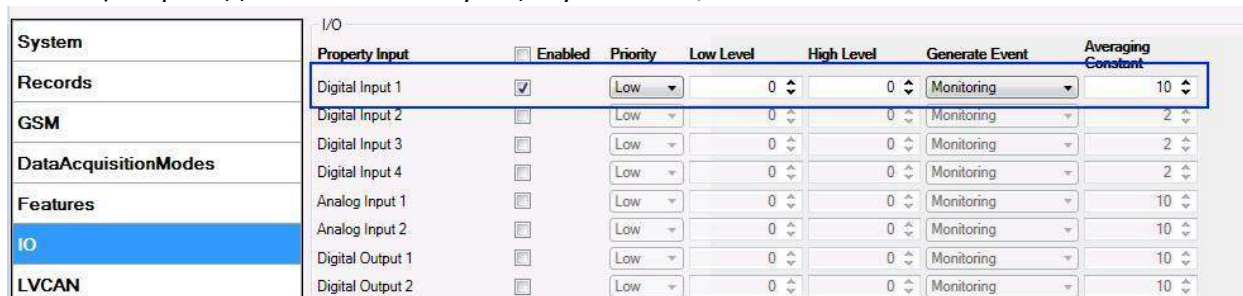 I/O
System
Records
GSM
DataAcquisitionModes
Features
IO
LVCAN
Property Input Enabled Priority Low Level High Level Generate Event Averaging Constant
Digital Input 1 Low 0 0 Monitoring 10
Digital Input 2 Low 0 0 Monitoring 2
Digital Input 3 Low 0 0 Monitoring 2
Digital Input 4 Low 0 0 Monitoring 2
Analog Input 1 Low 0 0 Monitoring 10
Analog Input 2 Low 0 0 Monitoring 10
Digital Output 1 Low 0 0 Monitoring 10
Digital Output 2 Low 0 0 Monitoring 10